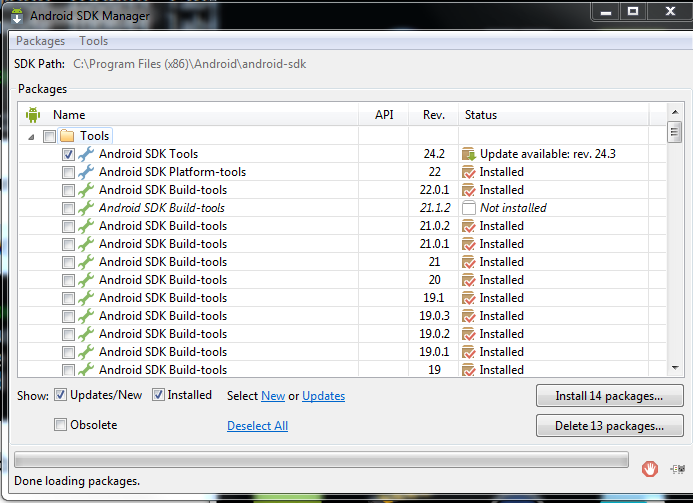 Android SDK Manager
Packages Tools
SDK Path: C:\Program Files (x86)\Android\android-sdk
Packages
Name API Rev. Status
Tools
Android SDK Tools 24.2 Update available: rev. 24.3
Android SDK Platform-tools 22 Installed
Android SDK Build-tools 22.0.1 Installed
Android SDK Build-tools 21.1.2 Not installed
Android SDK Build-tools 21.0.2 Installed
Android SDK Build-tools 21.0.1 Installed
Android SDK Build-tools 21 Installed
Android SDK Build-tools 20 Installed
Android SDK Build-tools 19.1 Installed
Android SDK Build-tools 19.0.3 Installed
Android SDK Build-tools 19.0.2 Installed
Android SDK Build-tools 19.0.1 Installed
Android SDK Build-tools 19 Installed
Show: Updates/New Installed Select New or Updates Install 14 packages...
Obsolete Deselect All Delete 13 packages...
Done loading packages.